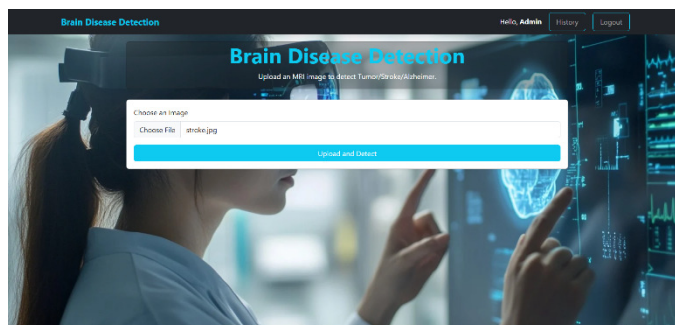 Brain Disease Detection
Hello, Admin History Logout
Brain Disease Detection
Upload an MRI image to detect Tumor/Stroke/Alzheimer.
Choose an Image
Choose File stroke.jpg
Upload and Detect